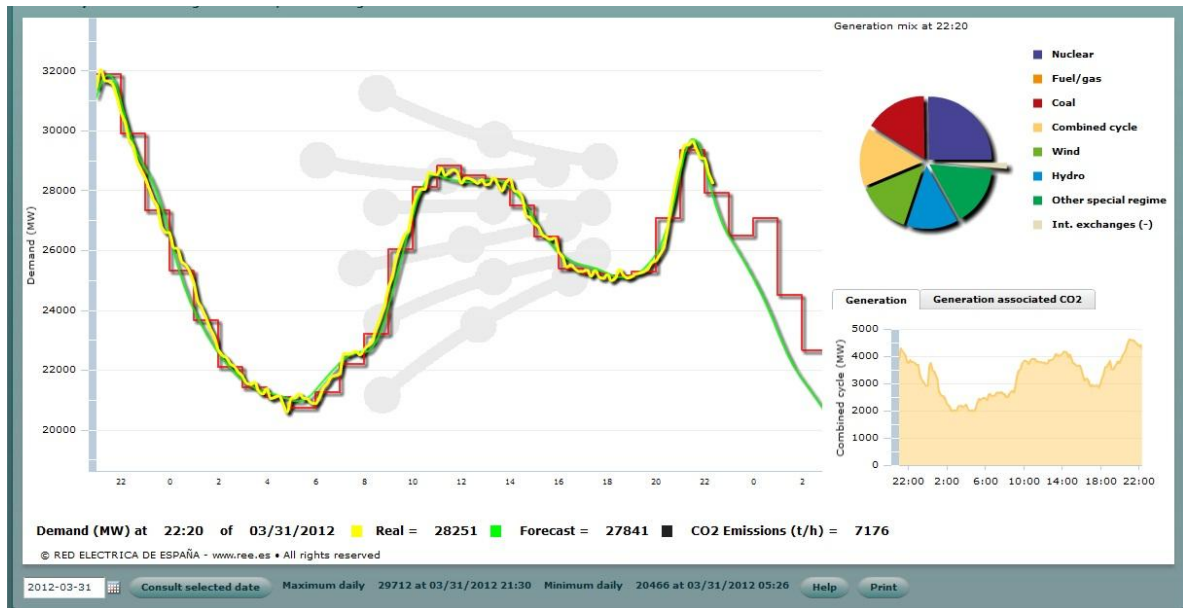 Generation mix at 22:20
Nuclear
Fuel/gas
Coal
Combined cycle
Wind
Hydro
Other special regime
Int. exchanges (-)
Demand (MW)
32000
30000
28000
26000
24000
22000
20000
22 0 2 4 6 8 10 12 14 16 18 20 22 0 2
Generation Generation associated CO2
Combined cycle (MW)
5000
4000
3000
2000
1000
0
22:00 2:00 6:00 10:00 14:00 18:00 22:00
Demand (MW) at 22:20 of 03/31/2012 Real = 28251 Forecast = 27841 CO2 Emissions (t/h) = 7176
© RED ELECTRICA DE ESPAÑA - www.ree.es • All rights reserved
2012-03-31 Consult selected date Maximum daily 29712 at 03/31/2012 21:30 Minimum daily 20466 at 03/31/2012 05:26 Help Print